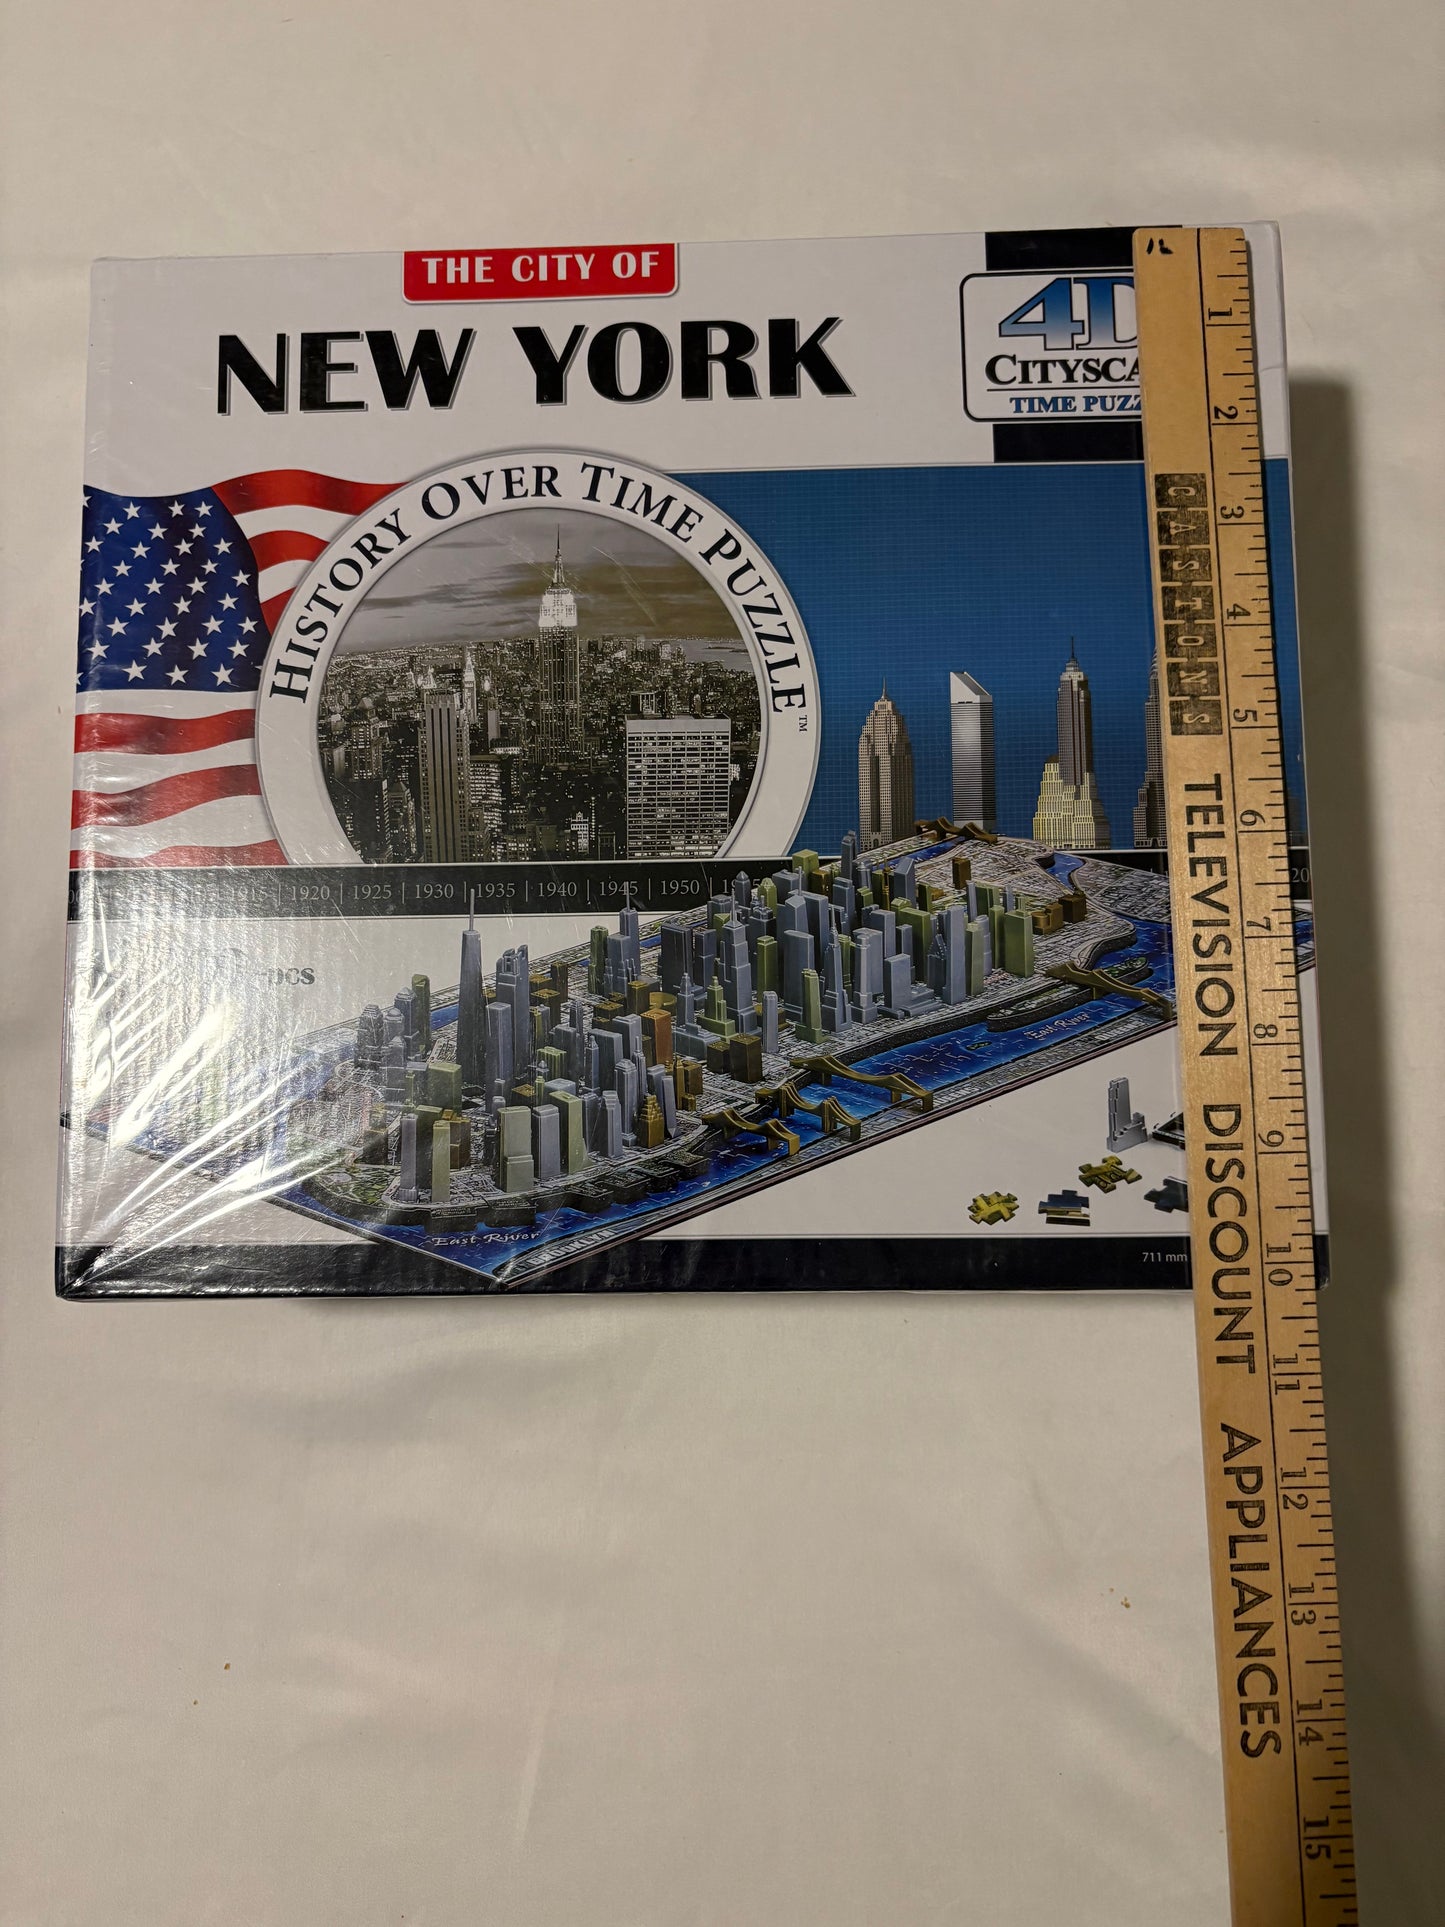 THE CITY OF
NEW YORK
4D
CITYSCA
TIME PUZZ
HISTORY OVER TIME PUZZLE™
1915 | 1920 | 1925 | 1930 | 1935 | 1940 | 1945 | 1950 | 
pcs
East River
East River
711 mm
CASTONS TELEVISION DISCOUNT APPLIANCES
1
2
3
4
5
6
7
8
9
10
11
12
13
14
15